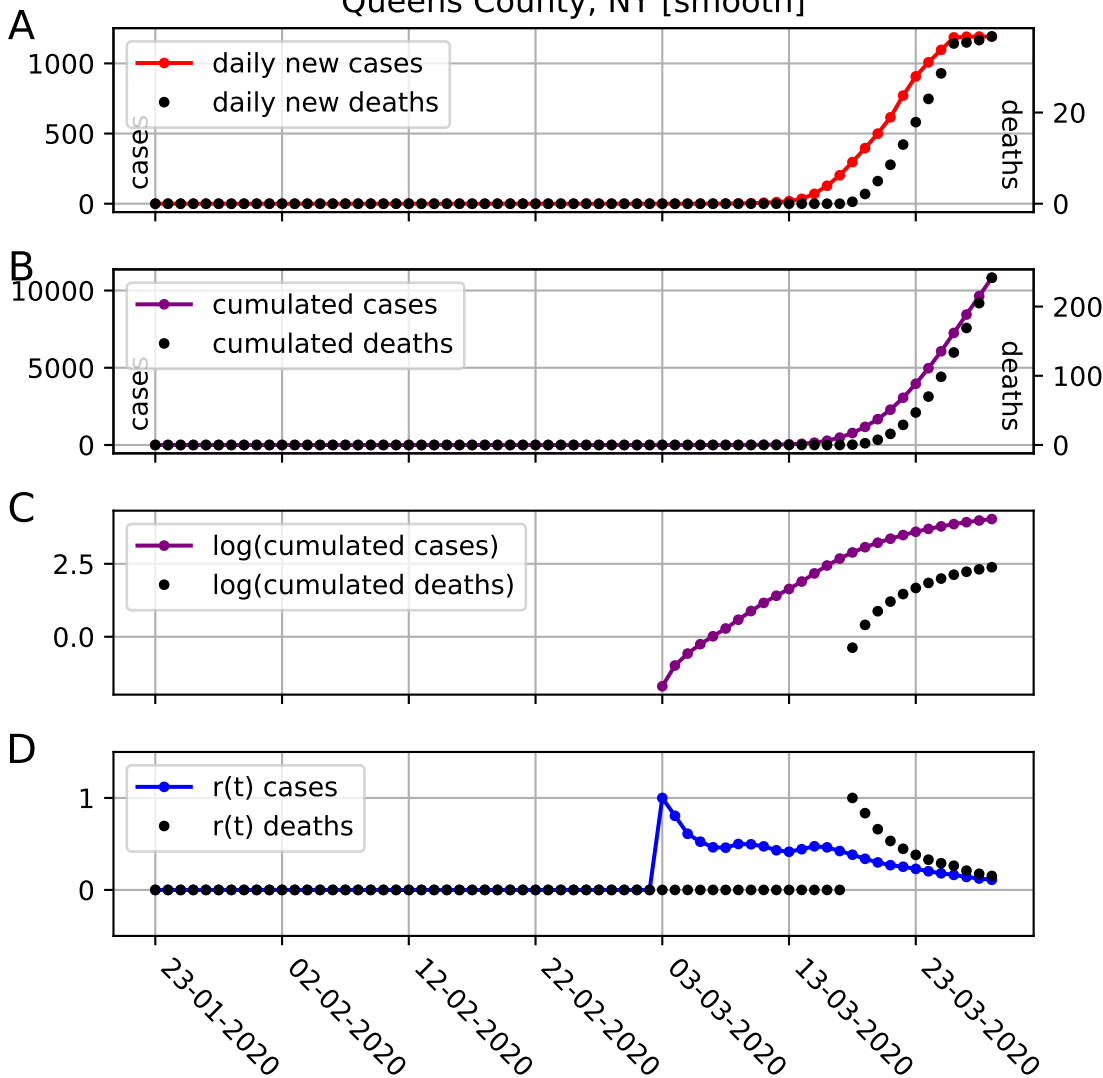 Queens County, NY [smooth]
A
daily new cases
daily new deaths
1000
500
0
cases
20
0
deaths
B
cumulated cases
cumulated deaths
10000
5000
0
cases
200
100
0
deaths
C
log(cumulated cases)
log(cumulated deaths)
2.5
0.0
D
r(t) cases
r(t) deaths
1
0
23-01-2020
02-02-2020
12-02-2020
22-02-2020
03-03-2020
13-03-2020
23-03-2020